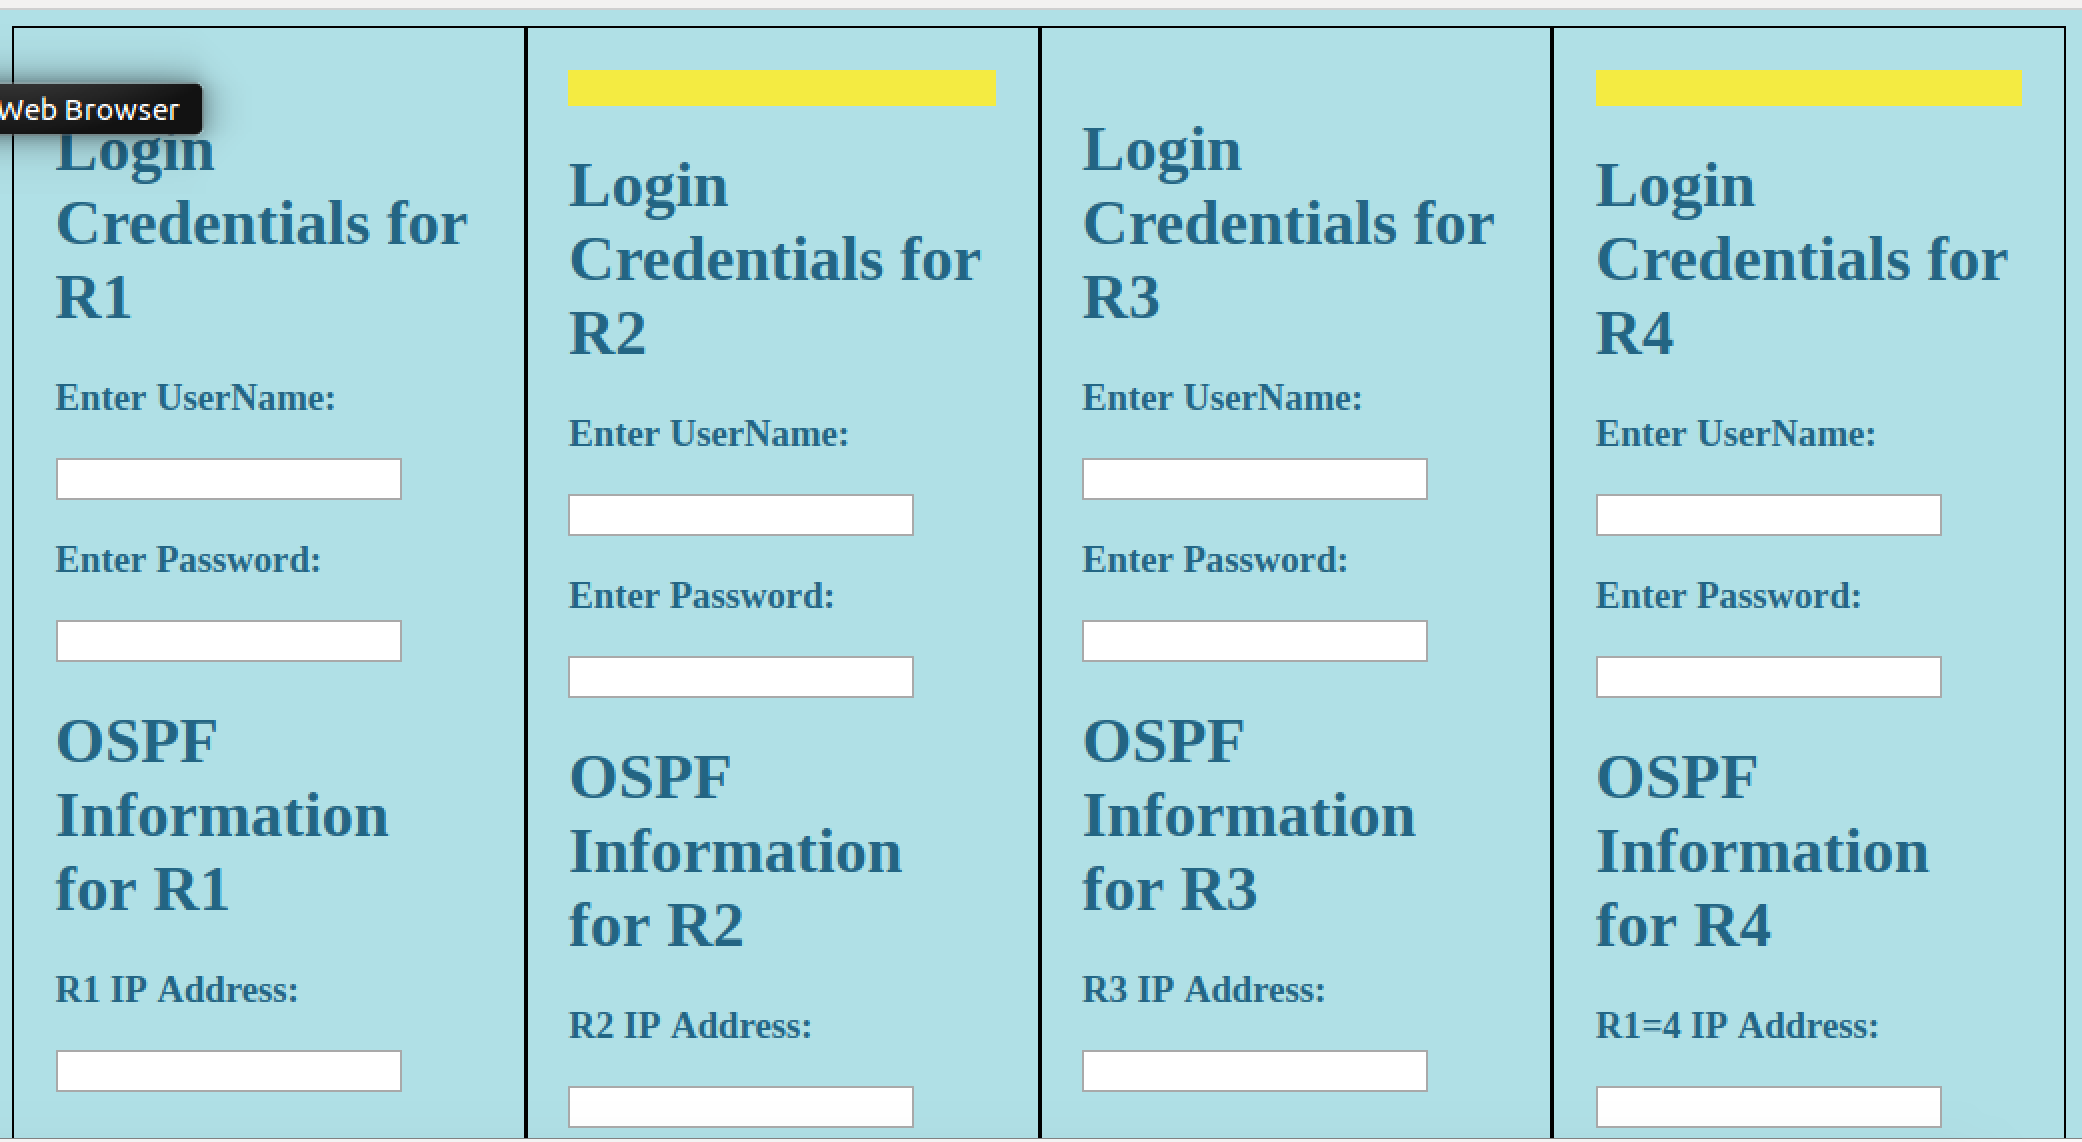 Web Browser
Login
Credentials for
R1
Enter UserName:
Enter Password:
OSPF
Information
for R1
R1 IP Address:
Login
Credentials for
R2
Enter UserName:
Enter Password:
OSPF
Information
for R2
R2 IP Address:
Login
Credentials for
R3
Enter UserName:
Enter Password:
OSPF
Information
for R3
R3 IP Address:
Login
Credentials for
R4
Enter UserName:
Enter Password:
OSPF
Information
for R4
R1=4 IP Address: